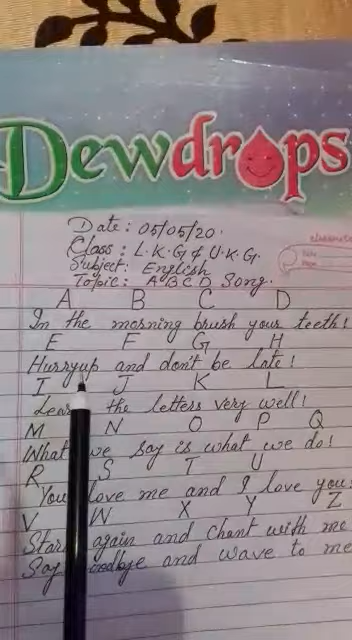 Dewdrops
Date: 05/05/20.
Class: L.K.G & U.K.G.
Subject: English
Topic: ABCD Song.
A B C D
In the morning brush your teeth!
E F G H
Hurryup and don't be late!
I J K L
the letters very well!
M N O P Q
What we say is what we do!
R S T U
You love me and I love you
V W X Y Z
again and Chant with me
Say and wave to me